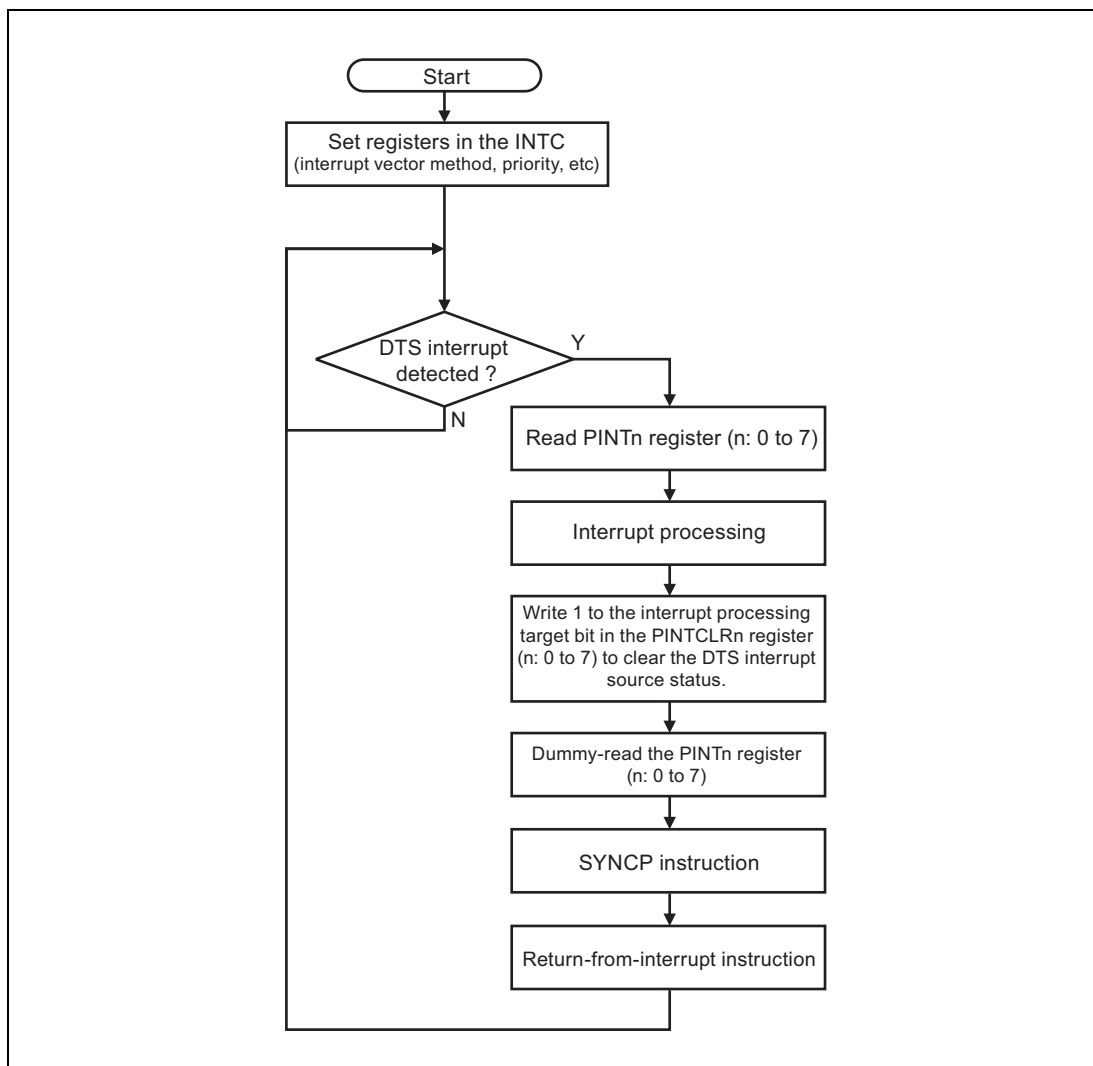 Start
Set registers in the INTC
(interrupt vector method, priority, etc)
DTS interrupt
detected ?
Y
N
Read PINTn register (n: 0 to 7)
Interrupt processing
Write 1 to the interrupt processing
target bit in the PINTCLRn register
(n: 0 to 7) to clear the DTS interrupt
source status.
Dummy-read the PINTn register
(n: 0 to 7)
SYNCP instruction
Return-from-interrupt instruction